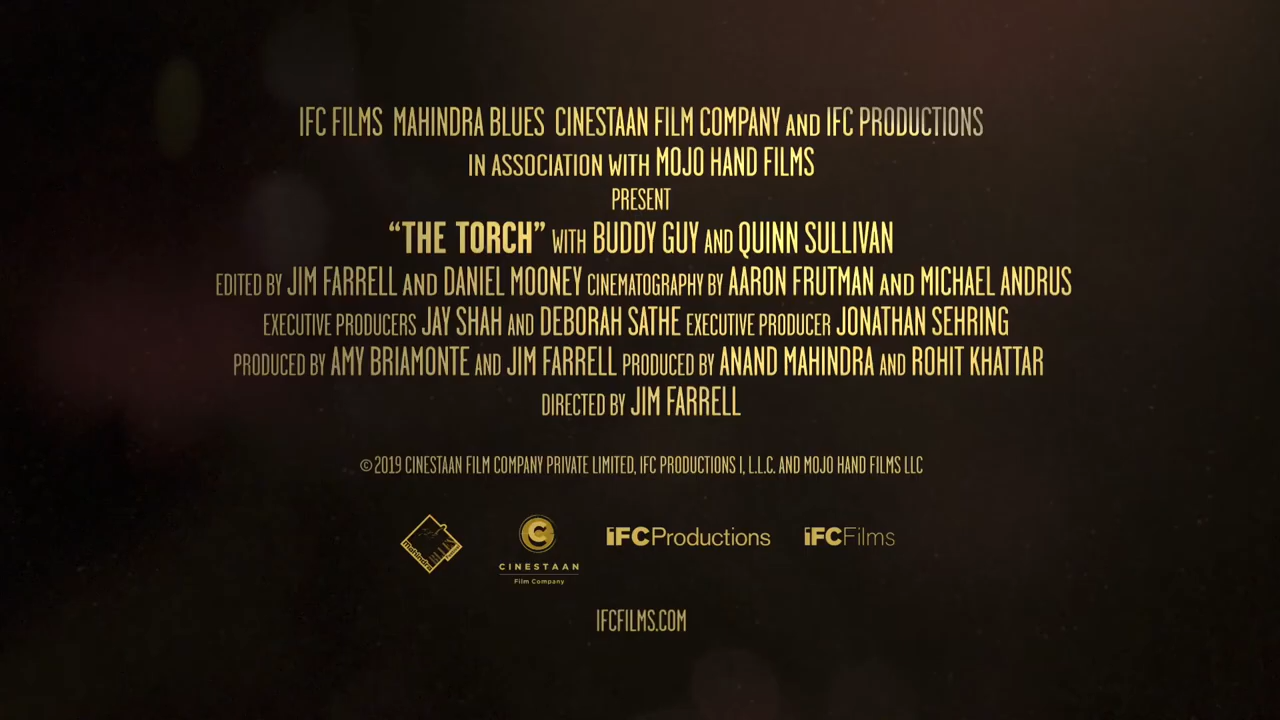 IFC FILMS MAHINDRA BLUES CINESTAAN FILM COMPANY AND IFC PRODUCTIONS
IN ASSOCIATION WITH MOJO HAND FILMS
PRESENT
“THE TORCH” WITH BUDDY GUY AND QUINN SULLIVAN
EDITED BY JIM FARRELL AND DANIEL MOONEY CINEMATOGRAPHY BY AARON FRUTMAN AND MICHAEL ANDRUS
EXECUTIVE PRODUCERS JAY SHAH AND DEBORAH SATHE EXECUTIVE PRODUCER JONATHAN SEHRING
PRODUCED BY AMY BRIAMONTE AND JIM FARRELL PRODUCED BY ANAND MAHINDRA AND ROHIT KHATTAR
DIRECTED BY JIM FARRELL
©2019 CINESTAAN FILM COMPANY PRIVATE LIMITED, IFC PRODUCTIONS I, L.L.C. AND MOJO HAND FILMS LLC
mahindra BLUES
C
CINESTAAN
Film Company
IFCProductions
IFCFilms
IFCFILMS.COM